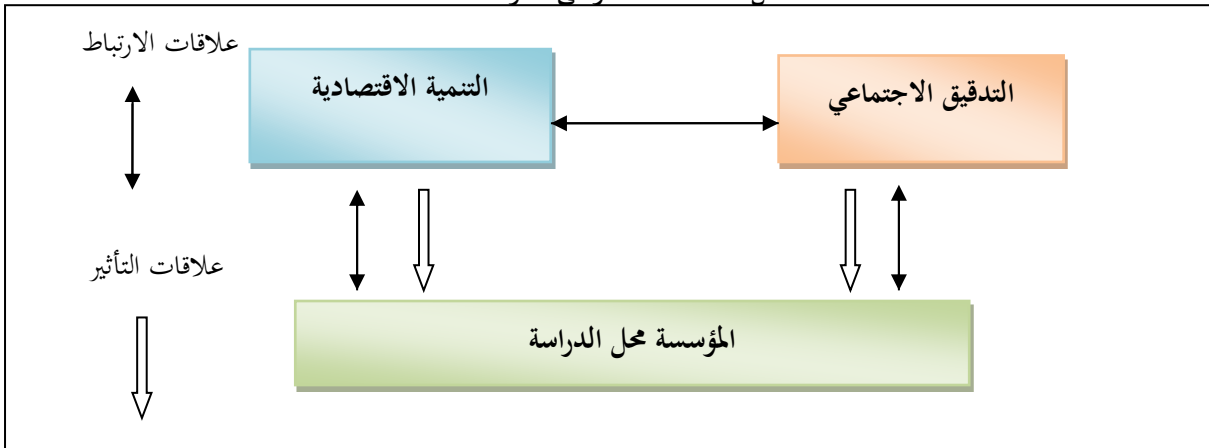 علاقات الارتباط
التدقيق الاجتماعي
التنمية الاقتصادية
علاقات التأثير
المؤسسة محل الدراسة